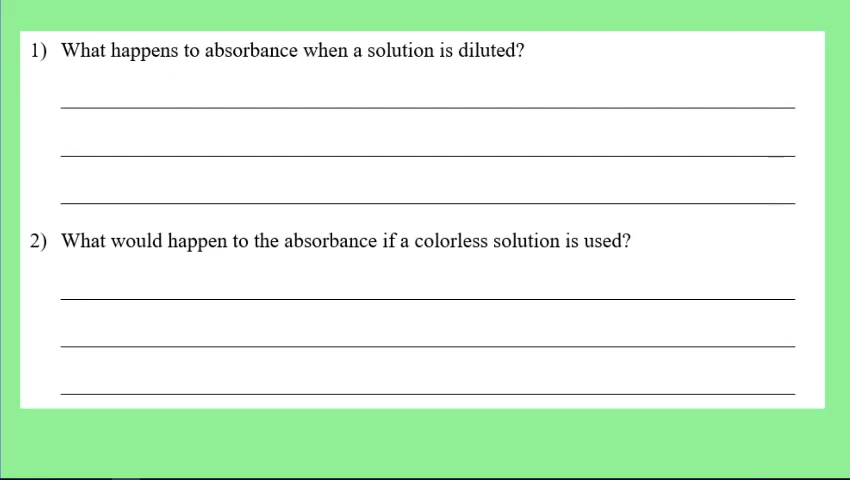 1) What happens to absorbance when a solution is diluted?
2) What would happen to the absorbance if a colorless solution is used?